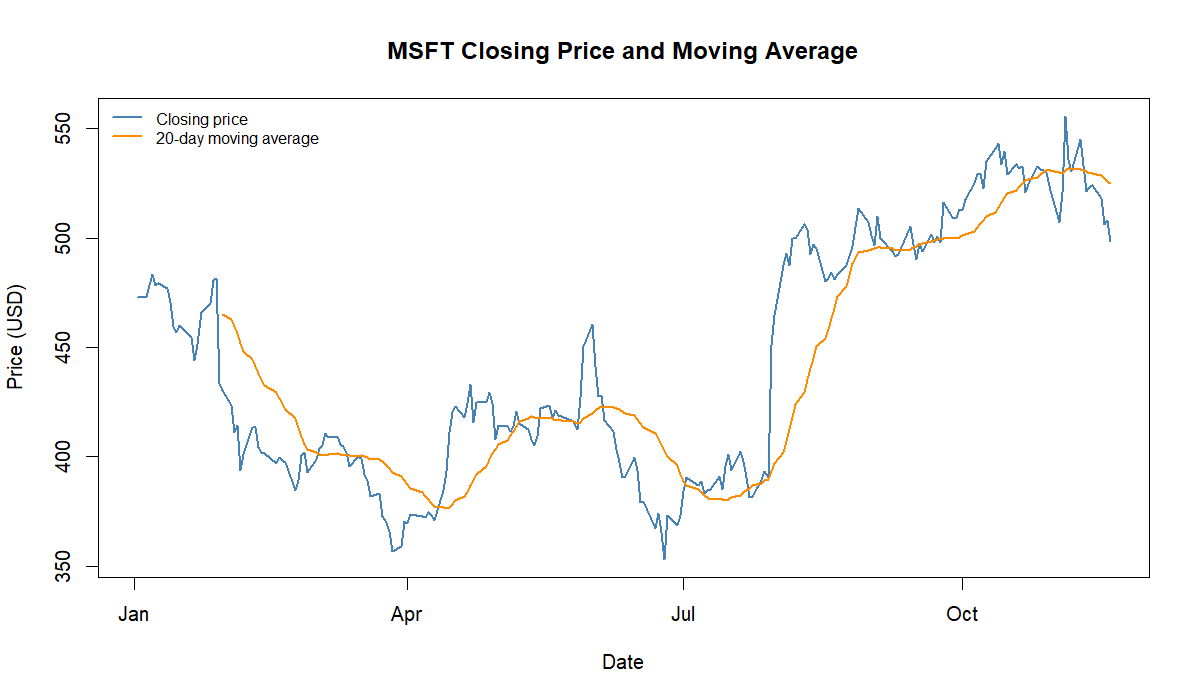 MSFT Closing Price and Moving Average
Closing price
20-day moving average
Price (USD)
550
500
450
400
350
Jan Apr Jul Oct
Date